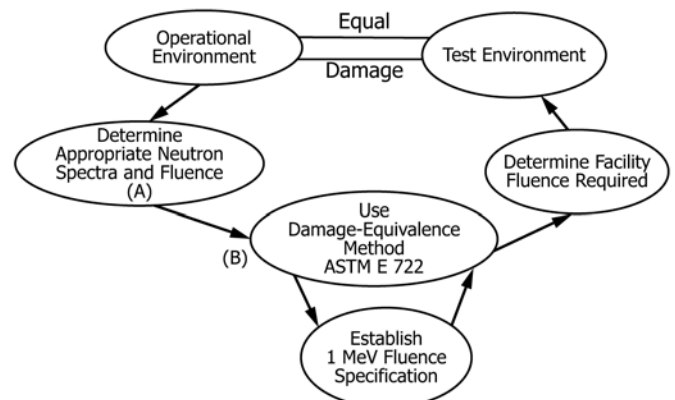 Operational
Environment
Equal
Damage
Test Environment
Determine
Appropriate Neutron
Spectra and Fluence
(A)
Determine Facility
Fluence Required
(B)
Use
Damage-Equivalence
Method
ASTM E 722
Establish
1 MeV Fluence
Specification